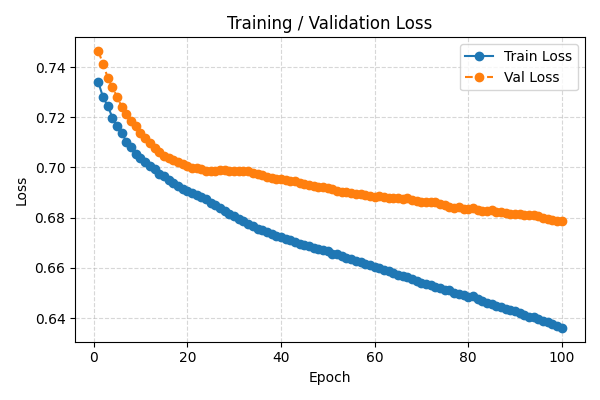 Training / Validation Loss
Train Loss
Val Loss
Loss
0.74
0.72
0.70
0.68
0.66
0.64
0 20 40 60 80 100
Epoch